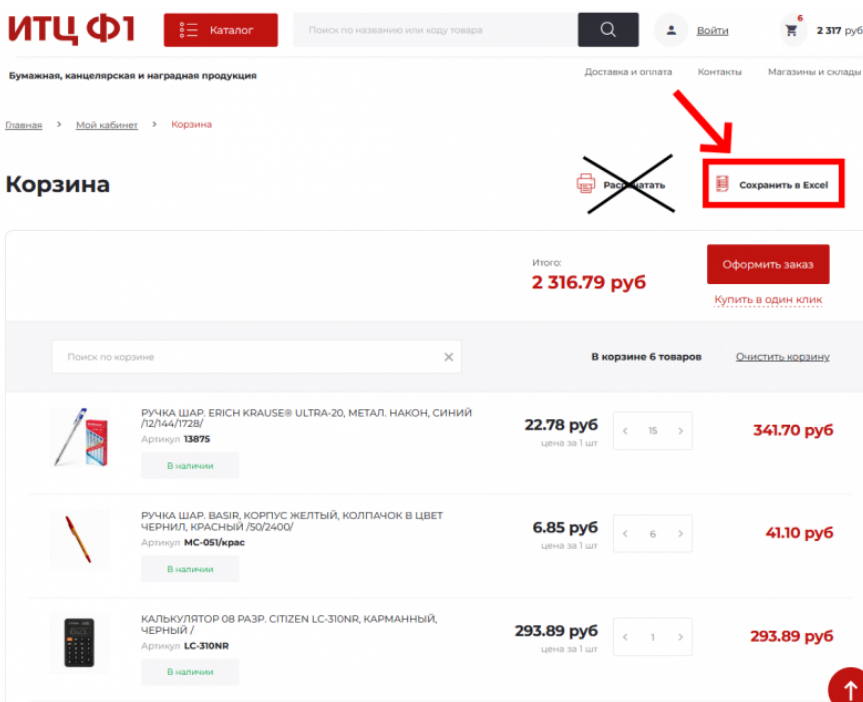 ИТЦ Ф1
Каталог
Поиск по названию или коду товара
Войти
6
2 317 руб
Бумажная, канцелярская и наградная продукция
Доставка и оплата
Контакты
Магазины и склады
Главная > Мой кабинет > Корзина
Корзина
Распечатать
Сохранить в Excel
Итого:
2 316.79 руб
Оформить заказ
Купить в один клик
Поиск по корзине
В корзине 6 товаров
Очистить корзину
РУЧКА ШАР. ERICH KRAUSE® ULTRA-20, МЕТАЛ. НАКОН, СИНИЙ
/12/144/1728/
Артикул 13875
В наличии
22.78 руб
цена за 1 шт
< 15 >
341.70 руб
РУЧКА ШАР. BASIR, КОРПУС ЖЕЛТЫЙ, КОЛПАЧОК В ЦВЕТ
ЧЕРНИЛ, КРАСНЫЙ /50/2400/
Артикул МС-051/крас
В наличии
6.85 руб
цена за 1 шт
< 6 >
41.10 руб
КАЛЬКУЛЯТОР 08 РАЗР. CITIZEN LC-310NR, КАРМАННЫЙ,
ЧЕРНЫЙ /
Артикул LC-310NR
В наличии
293.89 руб
цена за 1 шт
< 1 >
293.89 руб